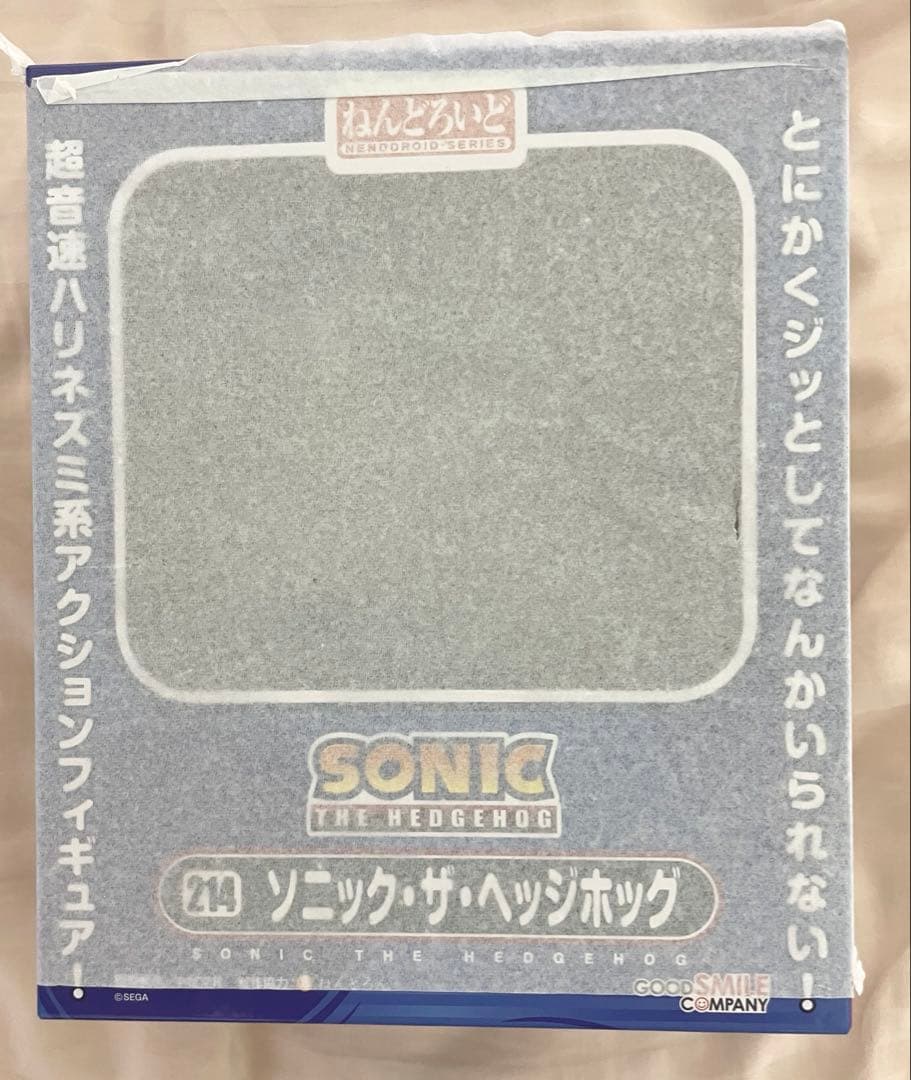 ねんどろいど
NENDOROID SERIES
とにかくジッとしてなんかいられない!
超音速ハリネズミ系アクションフィギュア!
SONIC
THE HEDGEHOG
214 ソニック・ザ・ヘッジホッグ
SONIC THE HEDGEHOG
©SEGA
GOOD SMILE
COMPANY